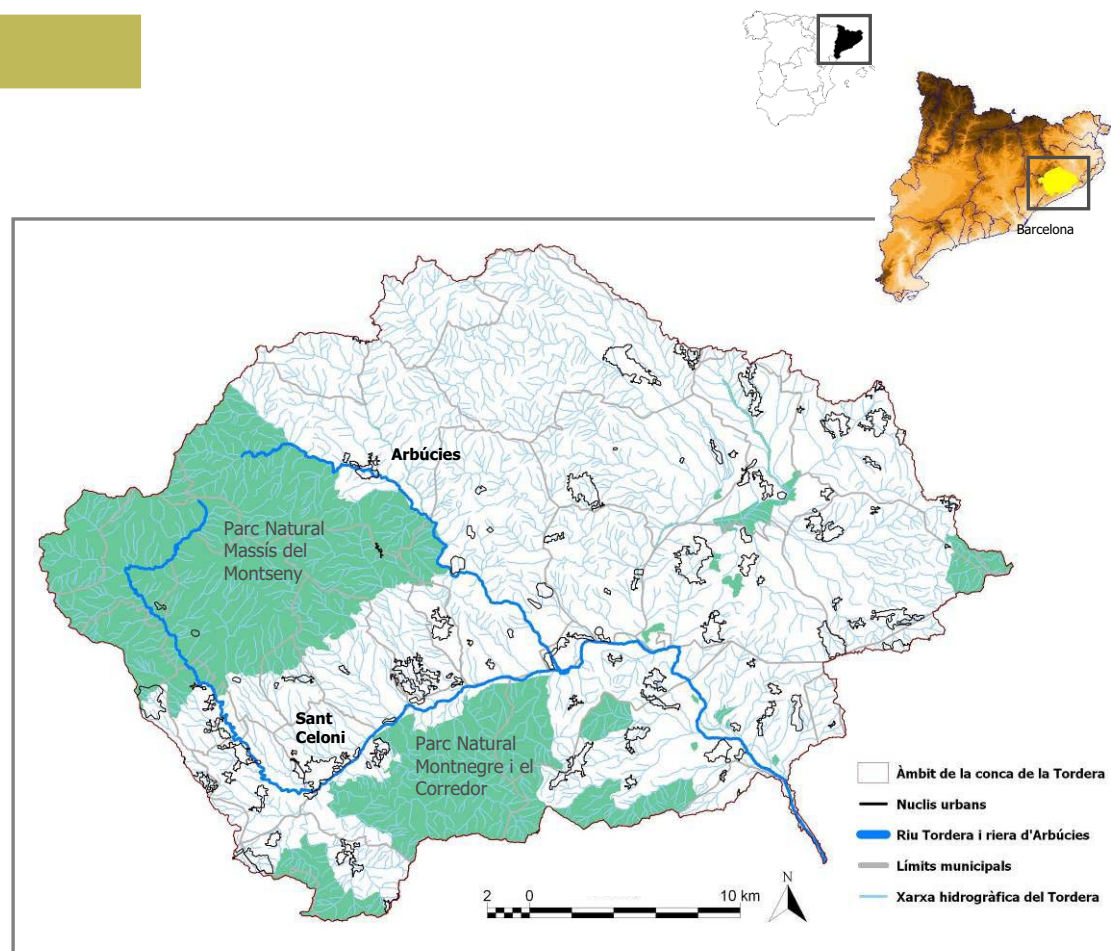 Barcelona
Arbúcies
Parc Natural
Massís del
Montseny
Sant
Celoni
Parc Natural
Montnegre i el
Corredor
Àmbit de la conca de la Tordera
Nuclis urbans
Riu Tordera i riera d'Arbúcies
Límits municipals
Xarxa hidrogràfica del Tordera
2 0 10 km
N